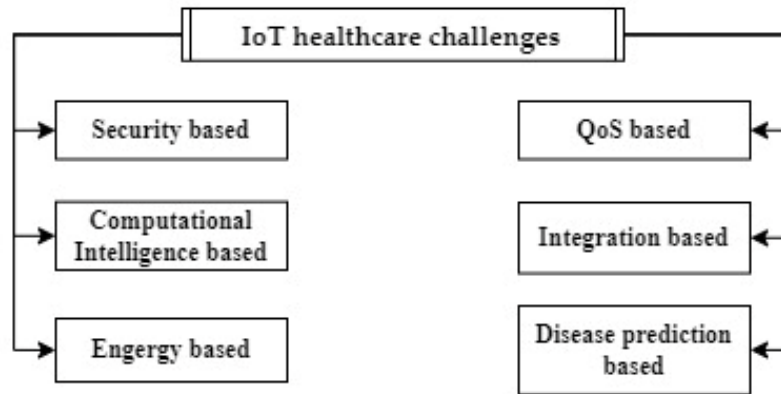 IoT healthcare challenges
Security based
QoS based
Computational
Intelligence based
Integration based
Engergy based
Disease prediction
based